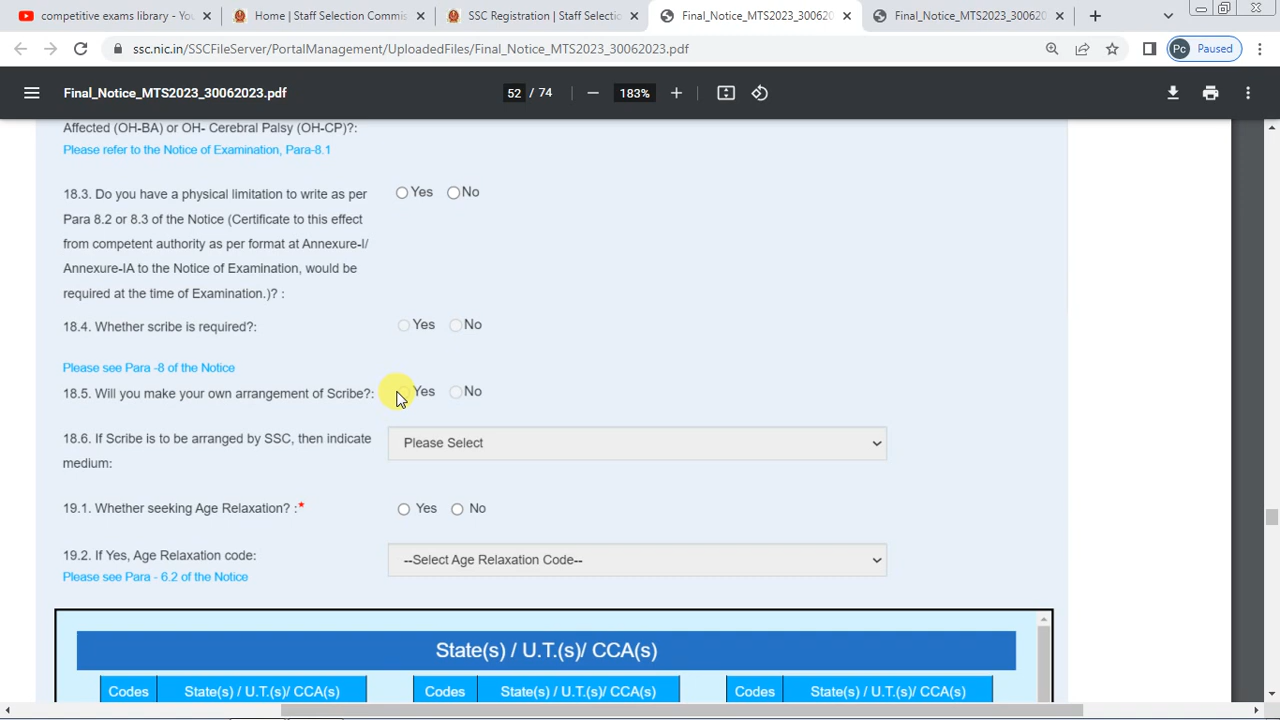 competitive exams library - You
Home | Staff Selection Commis
SSC Registration | Staff Selectio
Final_Notice_MTS2023_3006202
Final_Notice_MTS2023_3006202
ssc.nic.in/SSCFileServer/PortalManagement/UploadedFiles/Final_Notice_MTS2023_30062023.pdf
Pc Paused
Final_Notice_MTS2023_30062023.pdf
52 / 74
183%
Affected (OH-BA) or OH- Cerebral Palsy (OH-CP)?:
Please refer to the Notice of Examination, Para-8.1
18.3. Do you have a physical limitation to write as per
Yes No
Para 8.2 or 8.3 of the Notice (Certificate to this effect
from competent authority as per format at Annexure-I/
Annexure-IA to the Notice of Examination, would be
required at the time of Examination.)? :
18.4. Whether scribe is required?:
Yes No
Please see Para -8 of the Notice
18.5. Will you make your own arrangement of Scribe?:
Yes No
18.6. If Scribe is to be arranged by SSC, then indicate
medium:
Please Select
19.1. Whether seeking Age Relaxation? :*
Yes No
19.2. If Yes, Age Relaxation code:
--Select Age Relaxation Code--
Please see Para - 6.2 of the Notice
State(s) / U.T.(s)/ CCA(s)
Codes State(s) / U.T.(s)/ CCA(s) Codes State(s) / U.T.(s)/ CCA(s) Codes State(s) / U.T.(s)/ CCA(s)